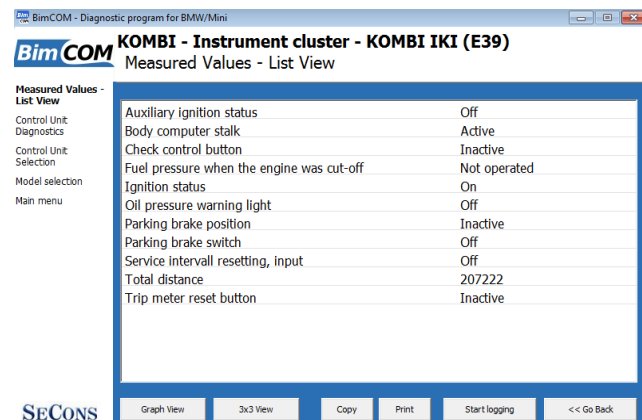 BimCOM - Diagnostic program for BMW/Mini
BimCOM
KOMBI - Instrument cluster - KOMBI IKI (E39)
Measured Values - List View
Measured Values -
List View
Control Unit
Diagnostics
Control Unit
Selection
Model selection
Main menu
Auxiliary ignition status Off
Body computer stalk Active
Check control button Inactive
Fuel pressure when the engine was cut-off Not operated
Ignition status On
Oil pressure warning light Off
Parking brake position Inactive
Parking brake switch Off
Service intervall resetting, input Off
Total distance 207222
Trip meter reset button Inactive
SECONS
Graph View 3x3 View Copy Print Start logging << Go Back